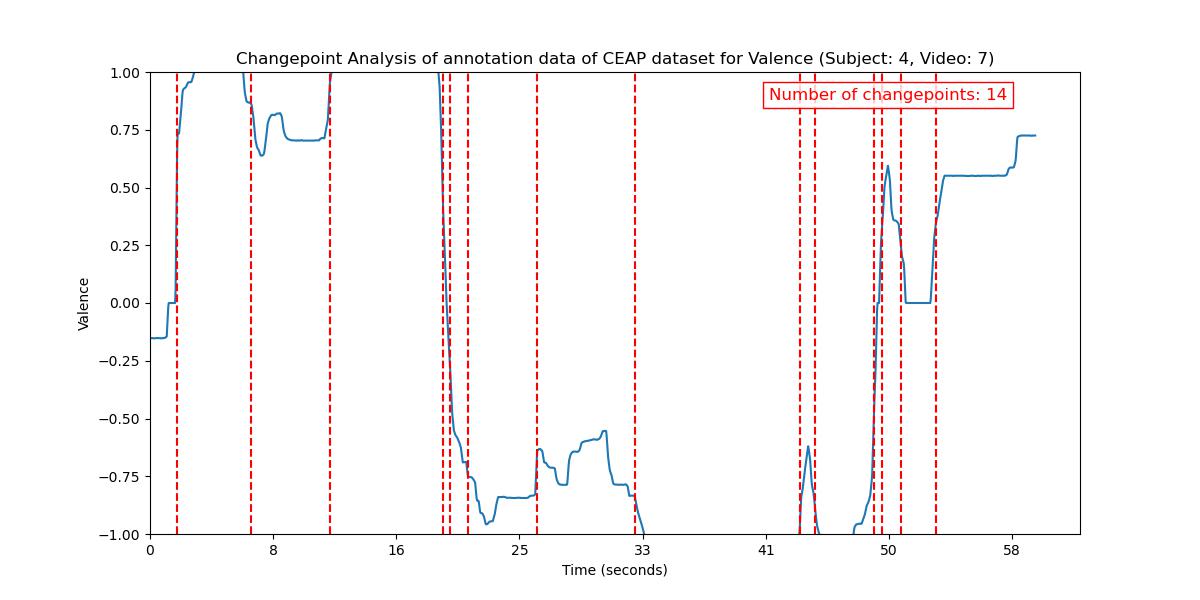 Changepoint Analysis of annotation data of CEAP dataset for Valence (Subject: 4, Video: 7)
Number of changepoints: 14
Valence
1.00
0.75
0.50
0.25
0.00
−0.25
−0.50
−0.75
−1.00
0 8 16 25 33 41 50 58
Time (seconds)